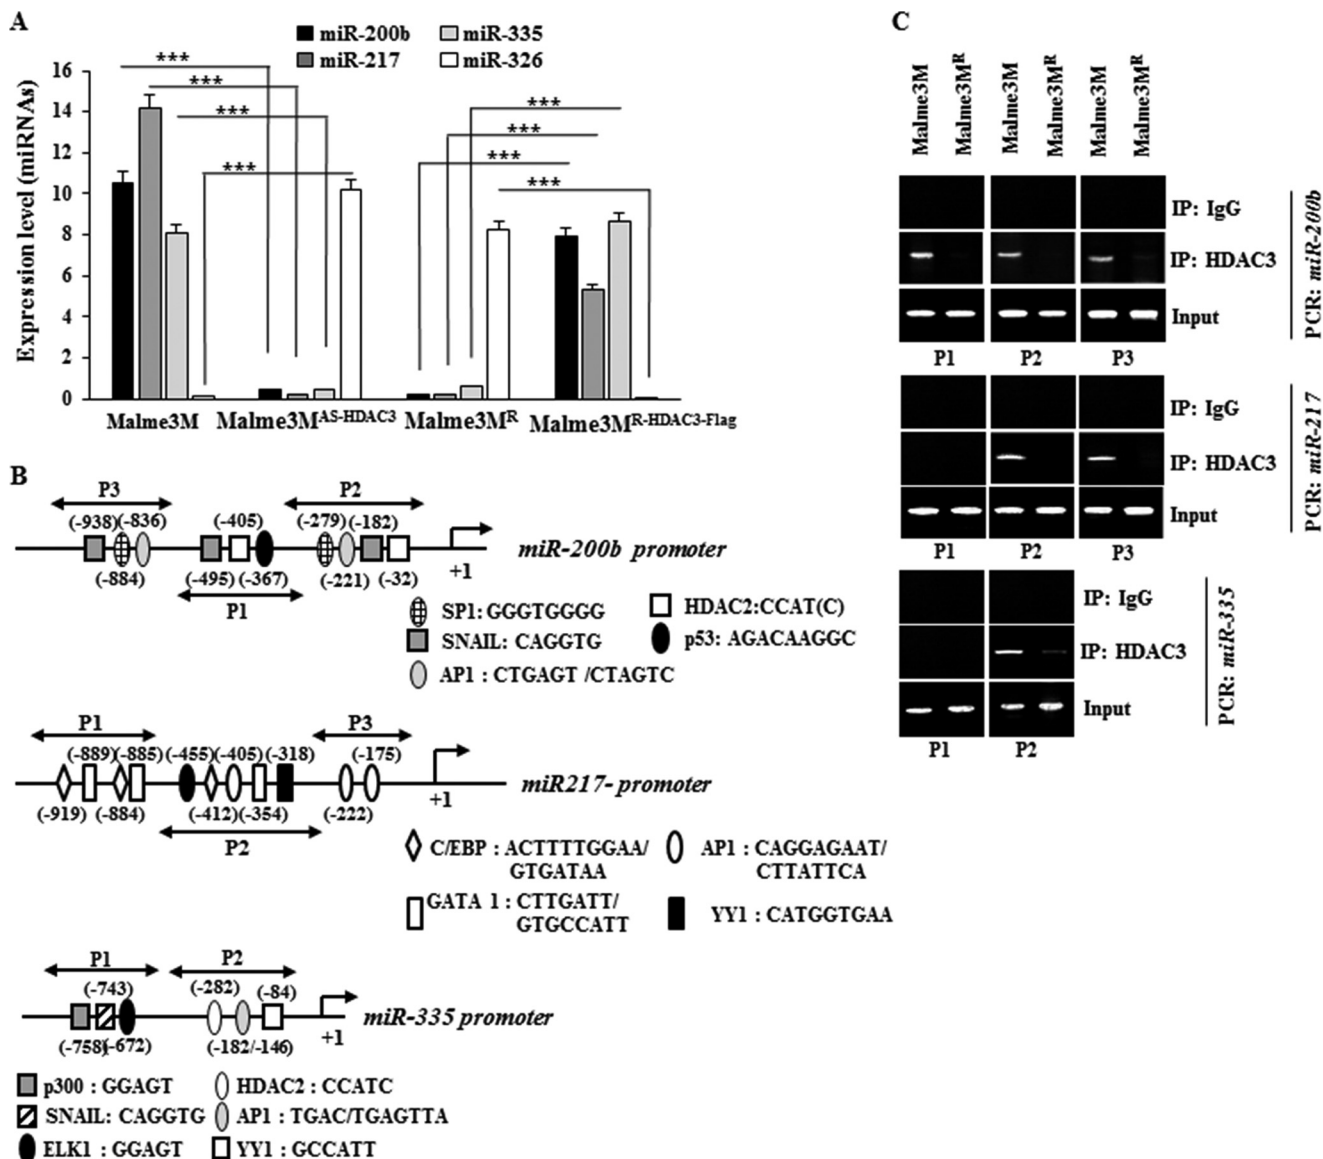 A
miR-200b
miR-335
miR-217
miR-326
Expression level (miRNAs)
16
14
12
10
8
6
4
2
0
***
***
***
***
***
***
***
***
Malme3M
Malme3M^AS-HDAC3
Malme3M^R
Malme3M^R-HDAC3-Flag
B
P3
P2
(-938)(-836)
(-405)
(-279)
(-182)
(-884)
(-495)
(-367)
(-221)
(-32)
P1
+1
miR-200b promoter
SP1:GGGTGGGG
HDAC2:CCAT(C)
SNAIL: CAGGTG
p53: AGACAAGGC
AP1 : CTGAGT /CTAGTC
P1
P3
(-889)(-885)
(-455)(-405)
(-318)
(-175)
(-919)
(-884)
(-412)(-354)
(-222)
P2
+1
miR217- promoter
C/EBP : ACTTTTGGAA/
GTGATAA
AP1 : CAGGAGAAT/
CTTATTCA
GATA 1 : CTTGATT/
GTGCCATT
YY1 : CATGGTGAA
P1
P2
(-743)
(-282)
(-84)
(-758)
(-672)
(-182/-146)
+1
miR-335 promoter
p300 : GGAGT
HDAC2 : CCATC
SNAIL: CAGGTG
AP1 : TGAC/TGAGTTA
ELK1 : GGAGT
YY1 : GCCATT
C
Malme3M
Malme3M^R
Malme3M
Malme3M^R
Malme3M
Malme3M^R
IP: IgG
IP: HDAC3
Input
P1
P2
P3
PCR: miR-200b
IP: IgG
IP: HDAC3
Input
P1
P2
P3
PCR: miR-217
IP: IgG
IP: HDAC3
Input
P1
P2
PCR: miR-335